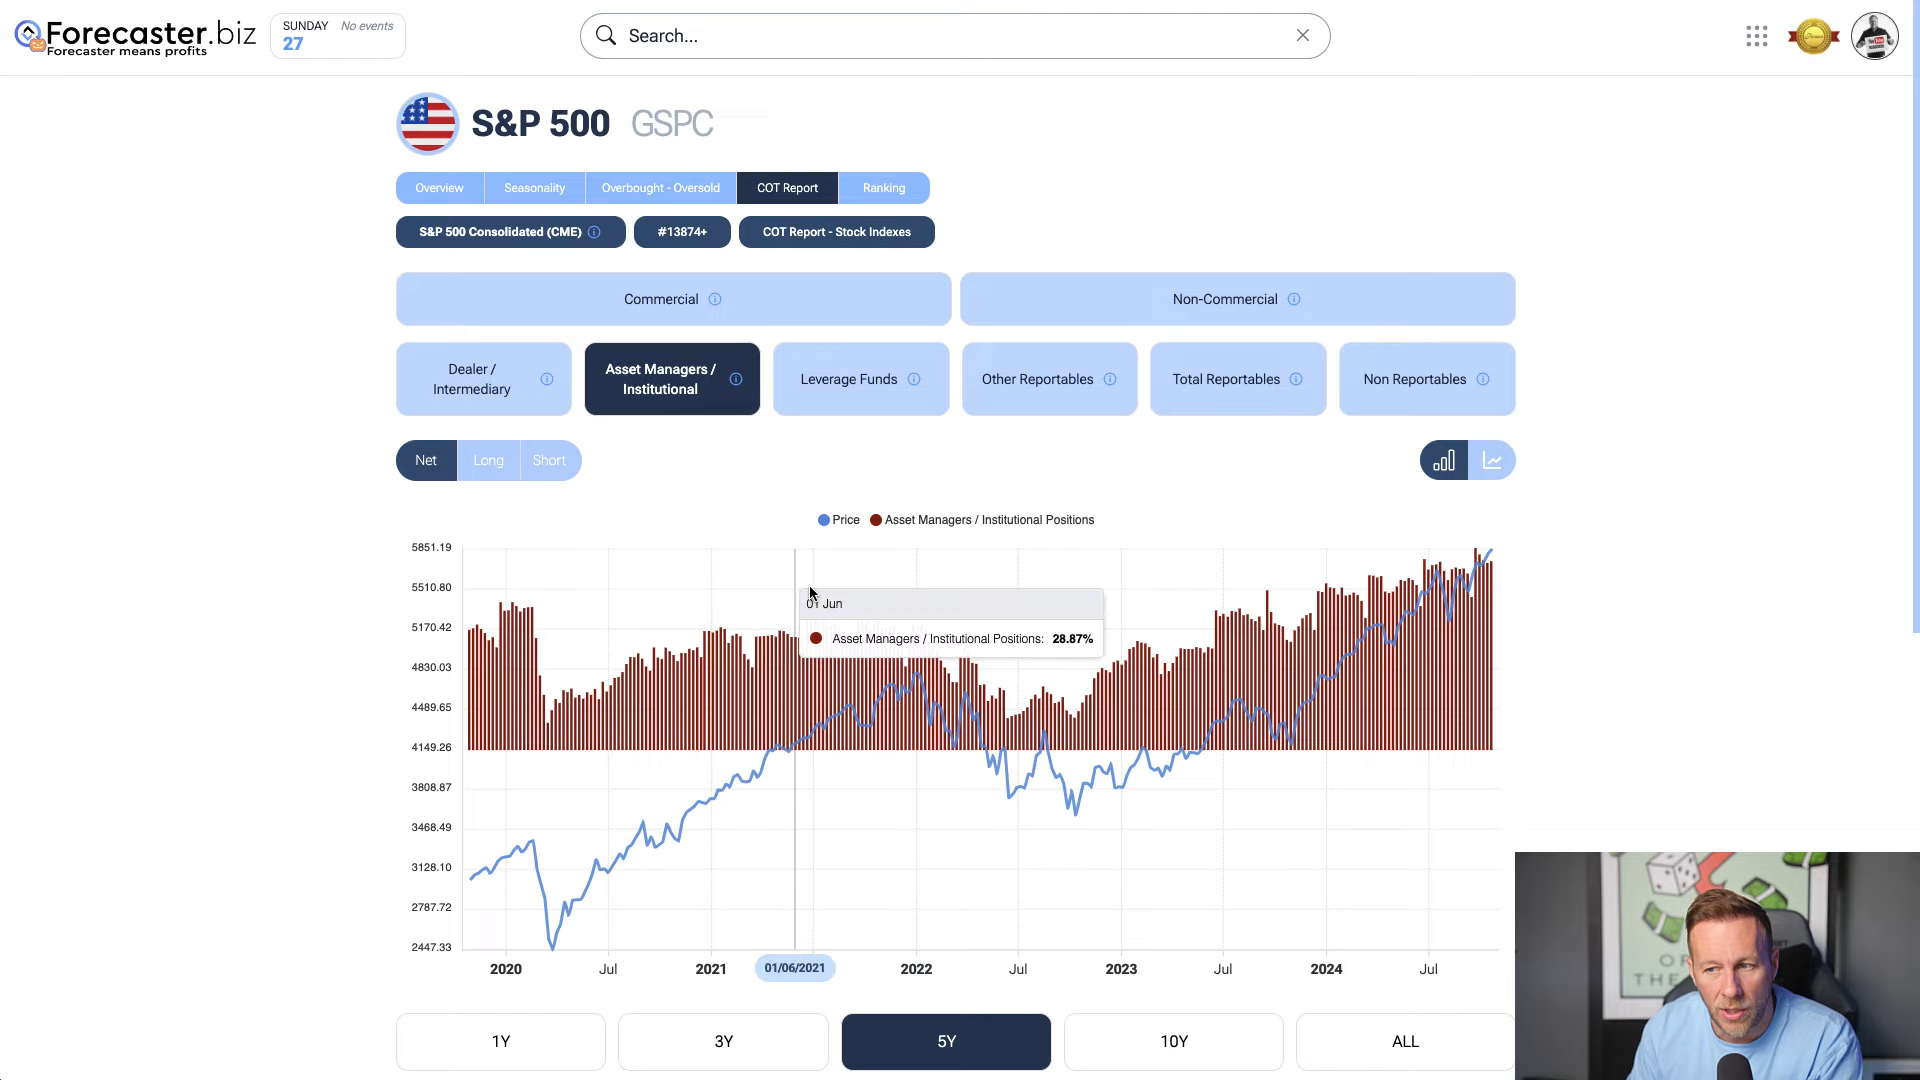 Forecaster.biz
Forecaster means profits
SUNDAY No events
27
Search...
S&P 500 GSPC
Overview Seasonality Overbought - Oversold COT Report Ranking
S&P 500 Consolidated (CME) #13874+ COT Report - Stock Indexes
Commercial Non-Commercial
Dealer / Intermediary
Asset Managers / Institutional
Leverage Funds
Other Reportables
Total Reportables
Non Reportables
Net Long Short
Price Asset Managers / Institutional Positions
5851.19
5510.80
5170.42
4830.03
4489.65
4149.26
3808.87
3468.49
3128.10
2787.72
2447.33
01 Jun
Asset Managers / Institutional Positions: 28.87%
2020 Jul 2021 01/06/2021 2022 Jul 2023 Jul 2024 Jul
1Y 3Y 5Y 10Y ALL